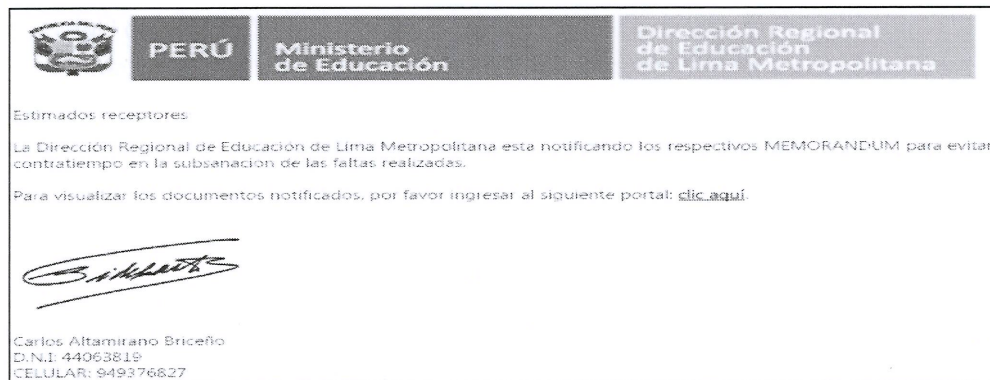 PERÚ
Ministerio
de Educación
Dirección Regional
de Educación
de Lima Metropolitana
Estimados receptores
La Dirección Regional de Educación de Lima Metropolitana esta notificando los respectivos MEMORANDUM para evitar
contratiempo en la subsanacion de las faltas realizadas.
Para visualizar los documentos notificados, por favor ingresar al siguiente portal: clic aquí.
Carlos Altamirano Briceño
D.N.I: 44063819
CELULAR: 949376827